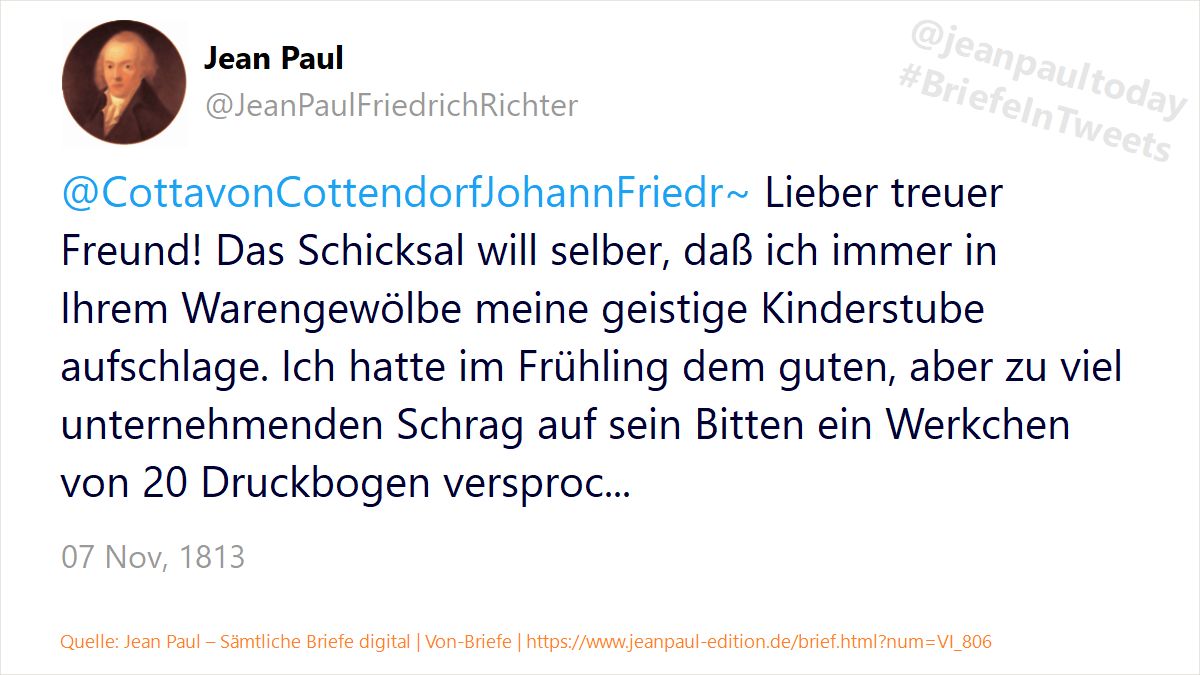 Jean Paul
@JeanPaulFriedrichRichter
@jeanpaultoday
#BriefeInTweets
@CottavonCottendorfJohannFriedr~ Lieber treuer
Freund! Das Schicksal will selber, daß ich immer in
Ihrem Warengewölbe meine geistige Kinderstube
aufschlage. Ich hatte im Frühling dem guten, aber zu viel
unternehmenden Schrag auf sein Bitten ein Werkchen
von 20 Druckbogen versproc...
07 Nov, 1813
Quelle: Jean Paul – Sämtliche Briefe digital | Von-Briefe | https://www.jeanpaul-edition.de/brief.html?num=VI_806